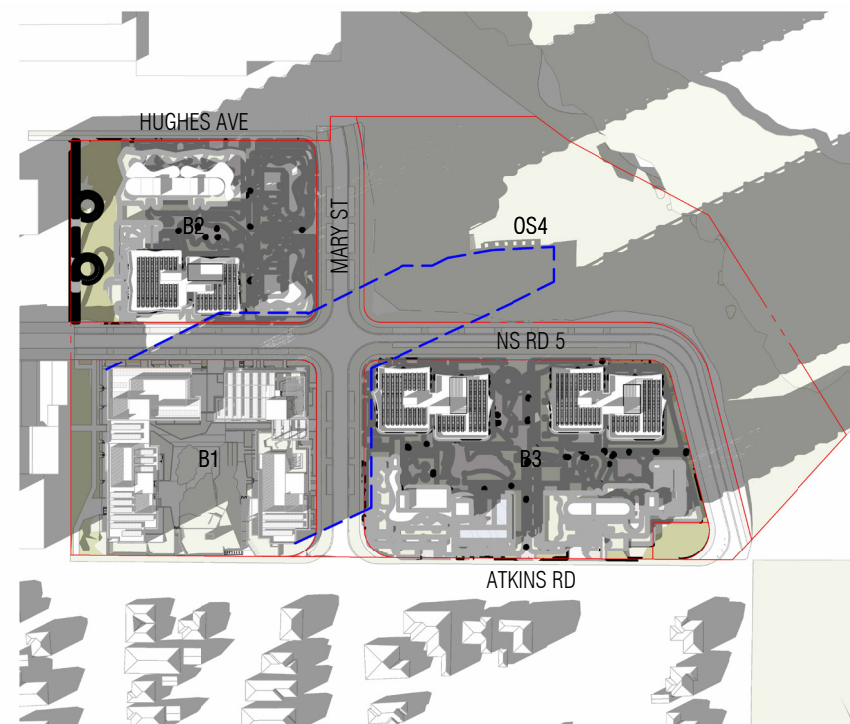 HUGHES AVE
B2
MARY ST
OS4
NS RD 5
B1
B3
ATKINS RD